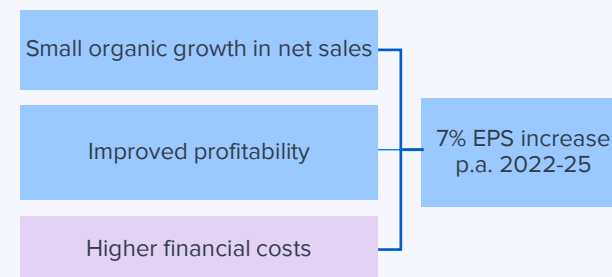 Small organic growth in net sales
Improved profitability
7% EPS increase
p.a. 2022-25
Higher financial costs